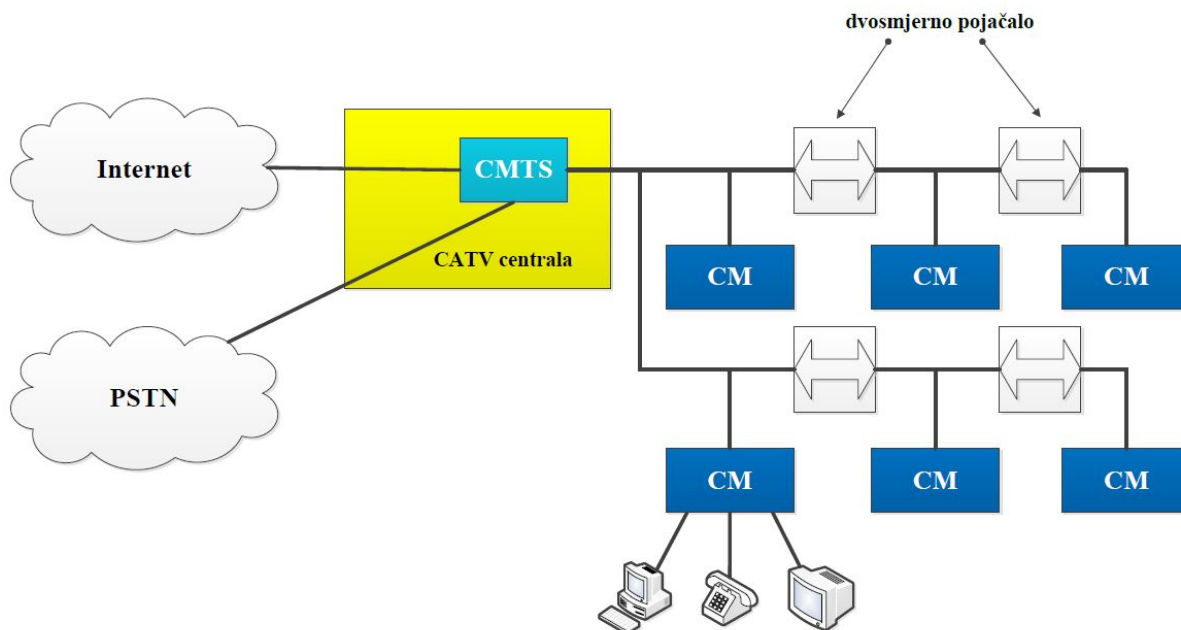 dvosmjerno pojačalo
Internet
CMTS
CATV centrala
CM
CM
CM
PSTN
CM
CM
CM